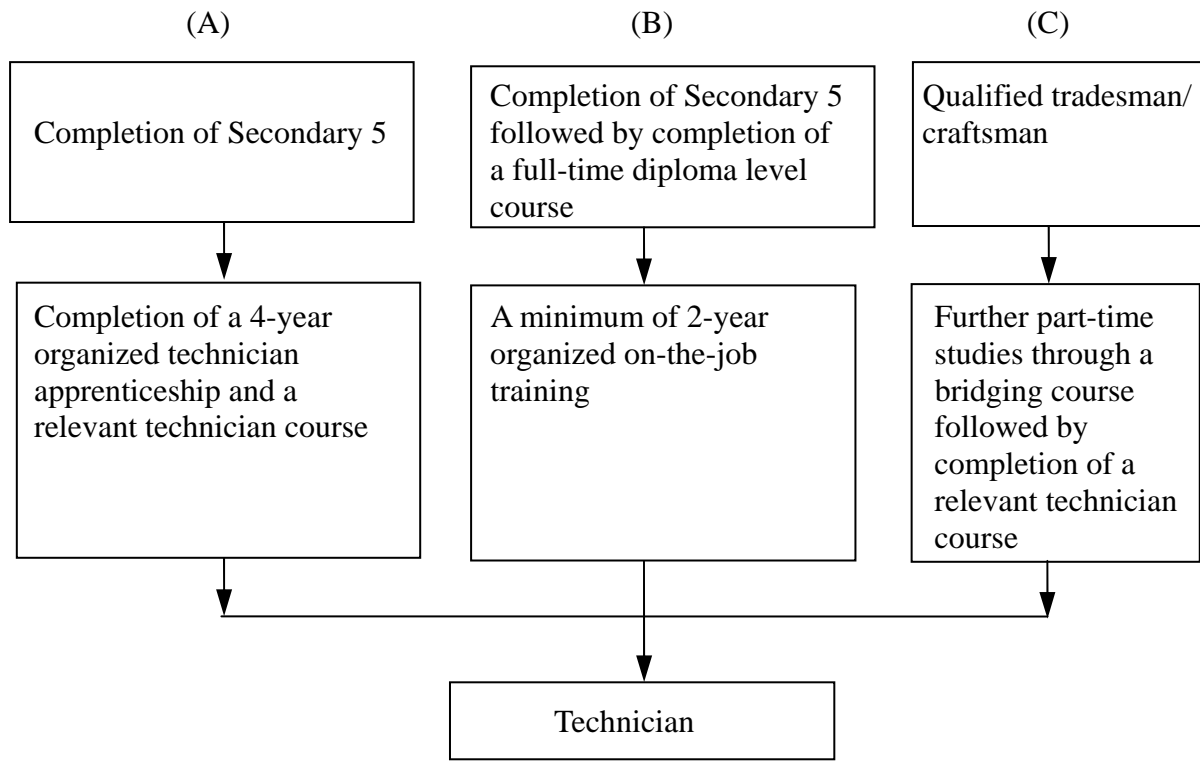 (A)
(B)
(C)
Completion of Secondary 5
Completion of Secondary 5
followed by completion of
a full-time diploma level
course
Qualified tradesman/
craftsman
Completion of a 4-year
organized technician
apprenticeship and a
relevant technician course
A minimum of 2-year
organized on-the-job
training
Further part-time
studies through a
bridging course
followed by
completion of a
relevant technician
course
Technician